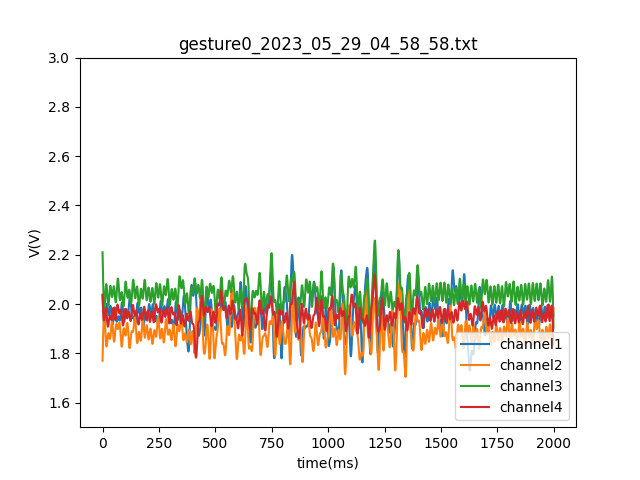 gesture0_2023_05_29_04_58_58.txt
3.0
2.8
2.6
2.4
2.2
2.0
1.8
1.6
V(V)
channel1
channel2
channel3
channel4
0 250 500 750 1000 1250 1500 1750 2000
time(ms)